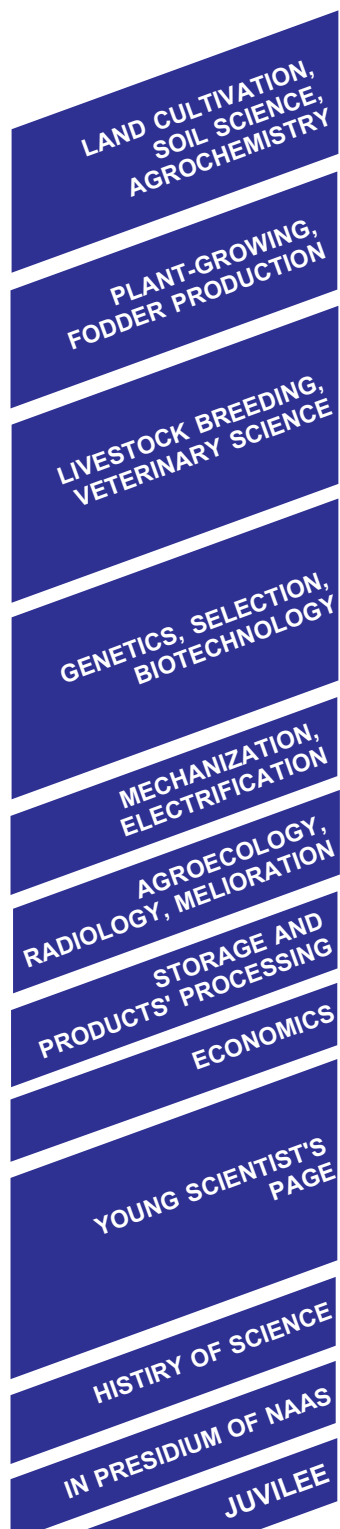 LAND CULTIVATION,
SOIL SCIENCE,
AGROCHEMISTRY
PLANT-GROWING,
FODDER PRODUCTION
LIVESTOCK BREEDING,
VETERINARY SCIENCE
GENETICS, SELECTION,
BIOTECHNOLOGY
MECHANIZATION,
ELECTRIFICATION
AGROECOLOGY,
RADIOLOGY, MELIORATION
STORAGE AND
PRODUCTS' PROCESSING
ECONOMICS
YOUNG SCIENTIST'S
PAGE
HISTIRY OF SCIENCE
IN PRESIDIUM OF NAAS
JUVILEE